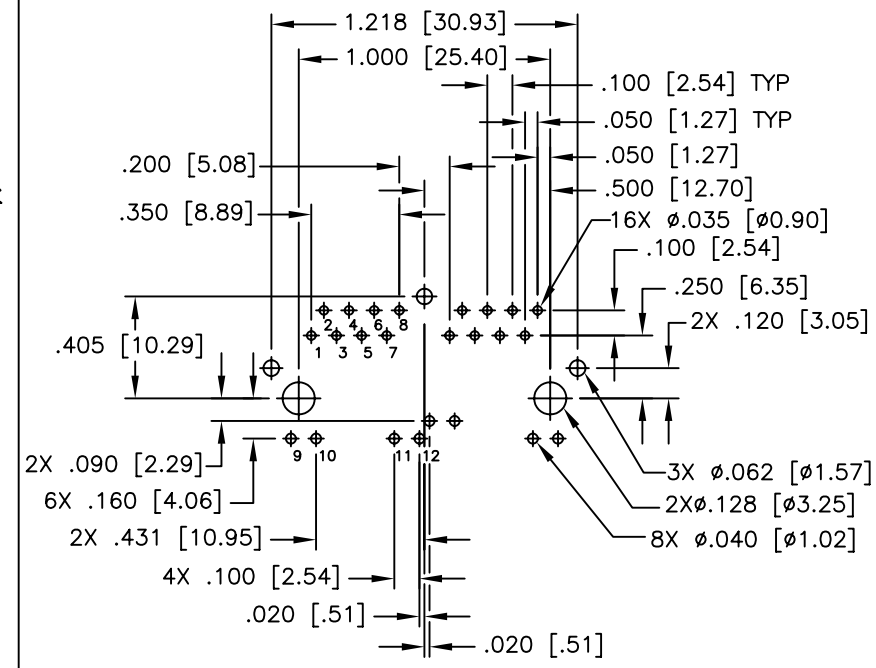 1.218 [30.93]
1.000 [25.40]
.100 [2.54] TYP
.050 [1.27] TYP
.200 [5.08]
.050 [1.27]
.500 [12.70]
.350 [8.89]
16X ø.035 [ø0.90]
.100 [2.54]
.250 [6.35]
2X .120 [3.05]
2 4 6 8
1 3 5 7
.405 [10.29]
9 10 11 12
2X .090 [2.29]
3X ø.062 [ø1.57]
6X .160 [4.06]
2Xø.128 [ø3.25]
2X .431 [10.95]
8X ø.040 [ø1.02]
4X .100 [2.54]
.020 [.51]
.020 [.51]